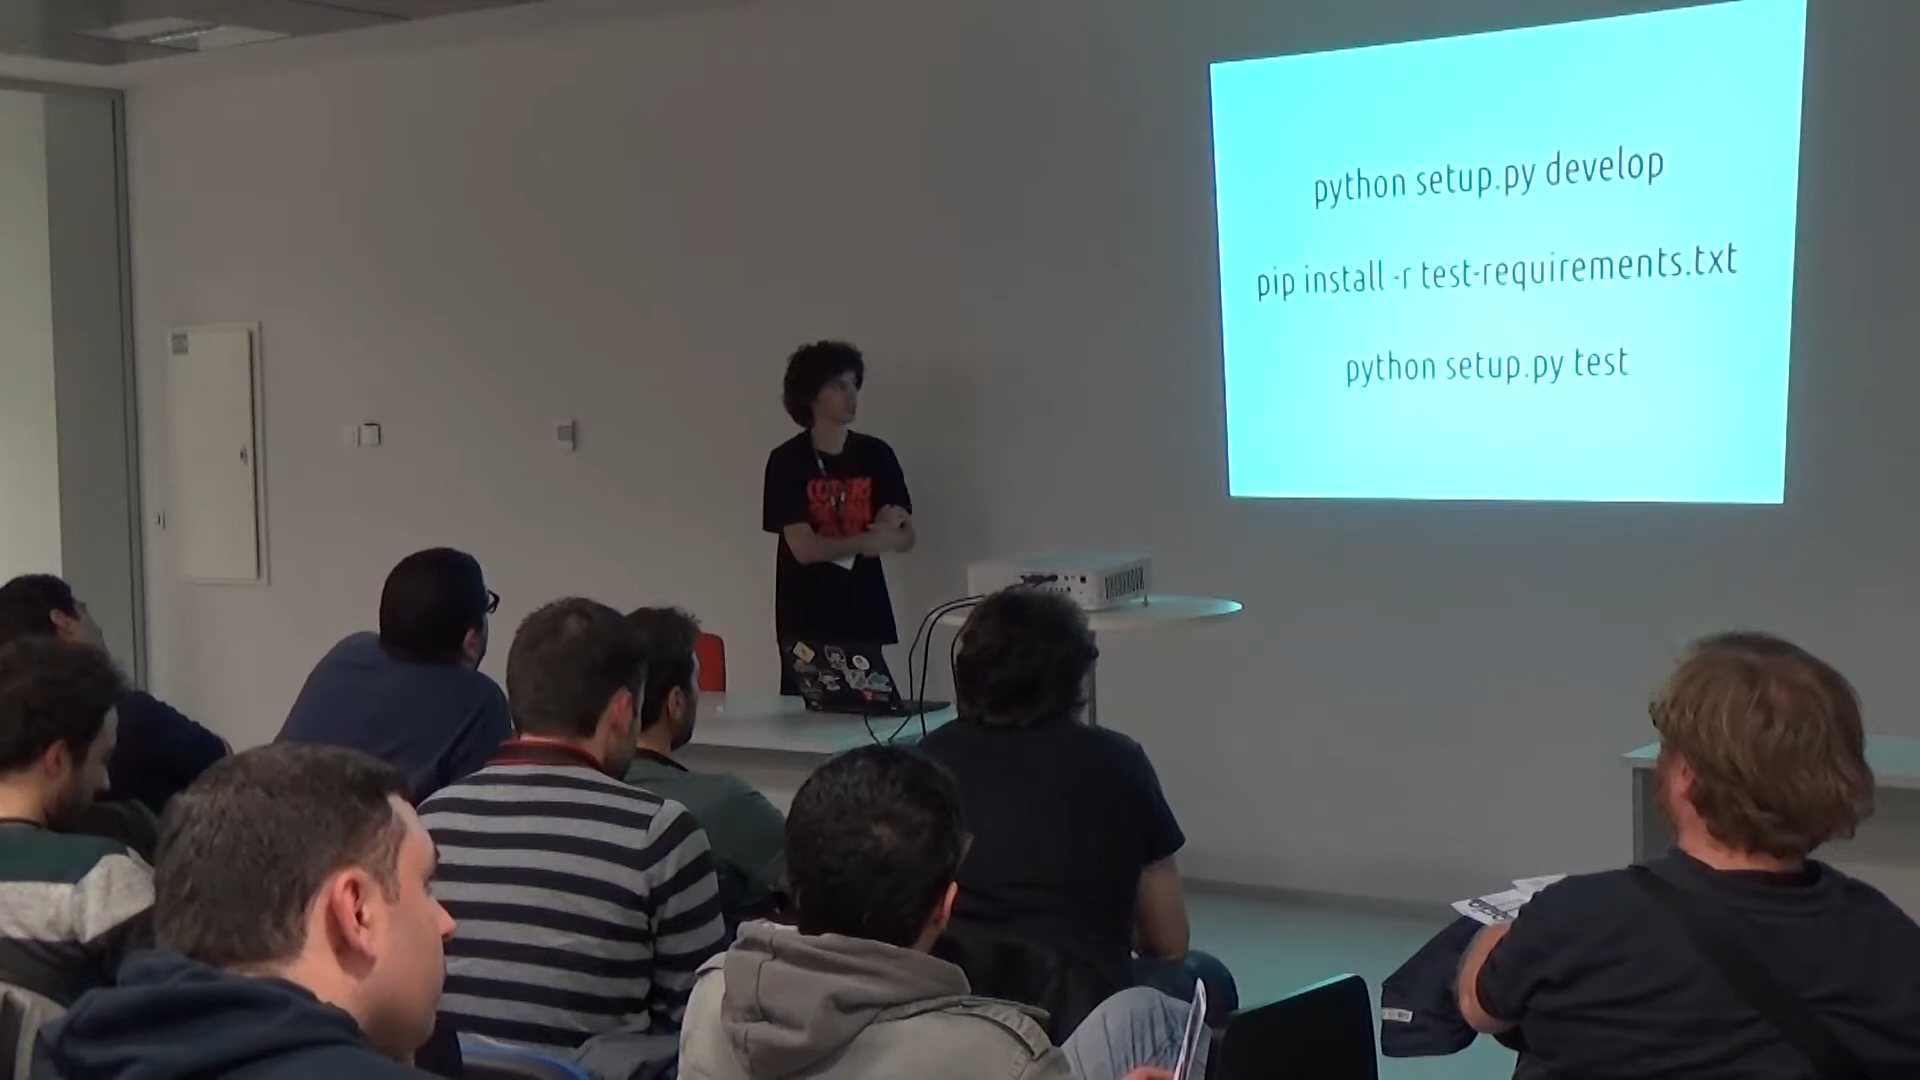 python setup.py develop
pip install -r test-requirements.txt
python setup.py test